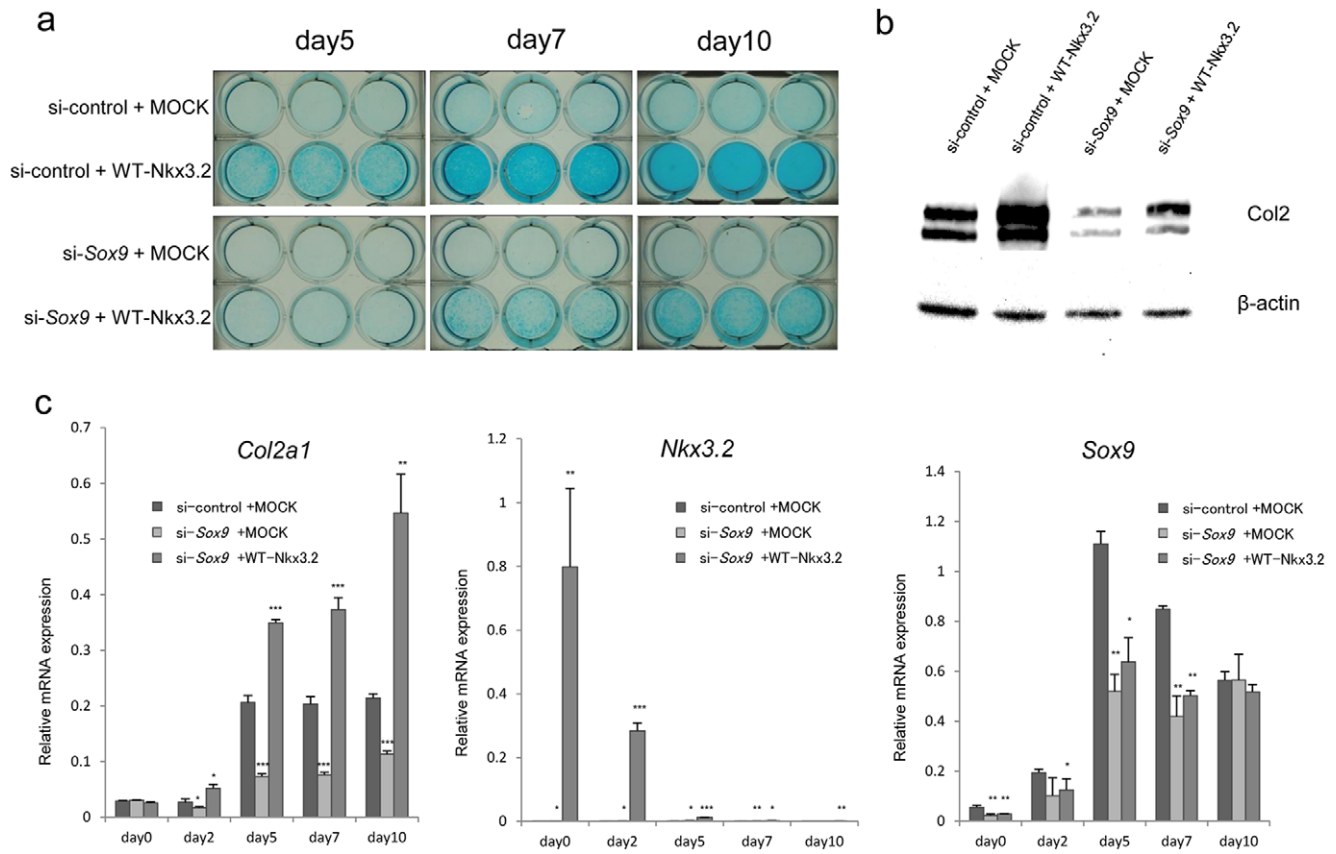 a
day5
day7
day10
si-control + MOCK
si-control + WT-Nkx3.2
si-Sox9 + MOCK
si-Sox9 + WT-Nkx3.2
b
si-control + MOCK
si-control + WT-Nkx3.2
si-Sox9 + MOCK
si-Sox9 + WT-Nkx3.2
Col2
β-actin
c
Col2a1
Relative mRNA expression
0.7
0.6
0.5
0.4
0.3
0.2
0.1
0
si-control +MOCK
si-Sox9 +MOCK
si-Sox9 +WT-Nkx3.2
* *
*** ***
*** ***
*** **
day0 day2 day5 day7 day10
Nkx3.2
Relative mRNA expression
1.2
1
0.8
0.6
0.4
0.2
0
si-control +MOCK
si-Sox9 +MOCK
si-Sox9 +WT-Nkx3.2
* **
* ***
* ***
** *
**
day0 day2 day5 day7 day10
Sox9
Relative mRNA expression
1.4
1.2
1
0.8
0.6
0.4
0.2
0
si-control +MOCK
si-Sox9 +MOCK
si-Sox9 +WT-Nkx3.2
** **
*
** *
** **
day0 day2 day5 day7 day10